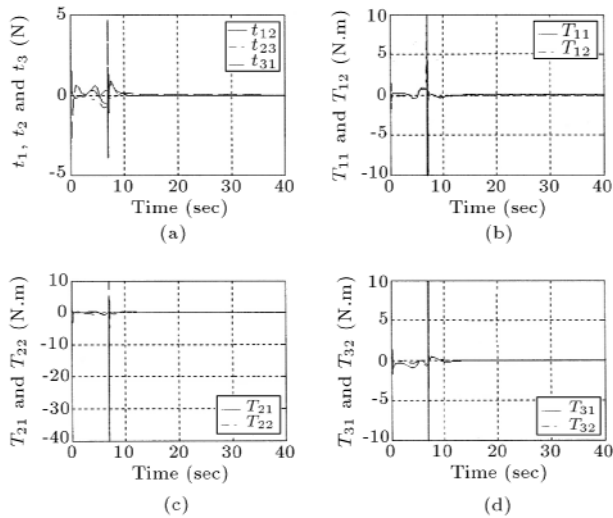 5
0
-5
0
10
20
30
40
t₁, t₂ and t₃ (N)
t₁₂
t₂₃
t₃₁
Time (sec)
(a)
10
5
0
-5
-10
0
10
20
30
40
T₁₁ and T₁₂ (N.m)
T₁₁
T₁₂
Time (sec)
(b)
10
0
-10
-20
-30
-40
0
10
20
30
40
T₂₁ and T₂₂ (N.m)
T₂₁
T₂₂
Time (sec)
(c)
10
5
0
-5
-10
0
10
20
30
40
T₃₁ and T₃₂ (N.m)
T₃₁
T₃₂
Time (sec)
(d)